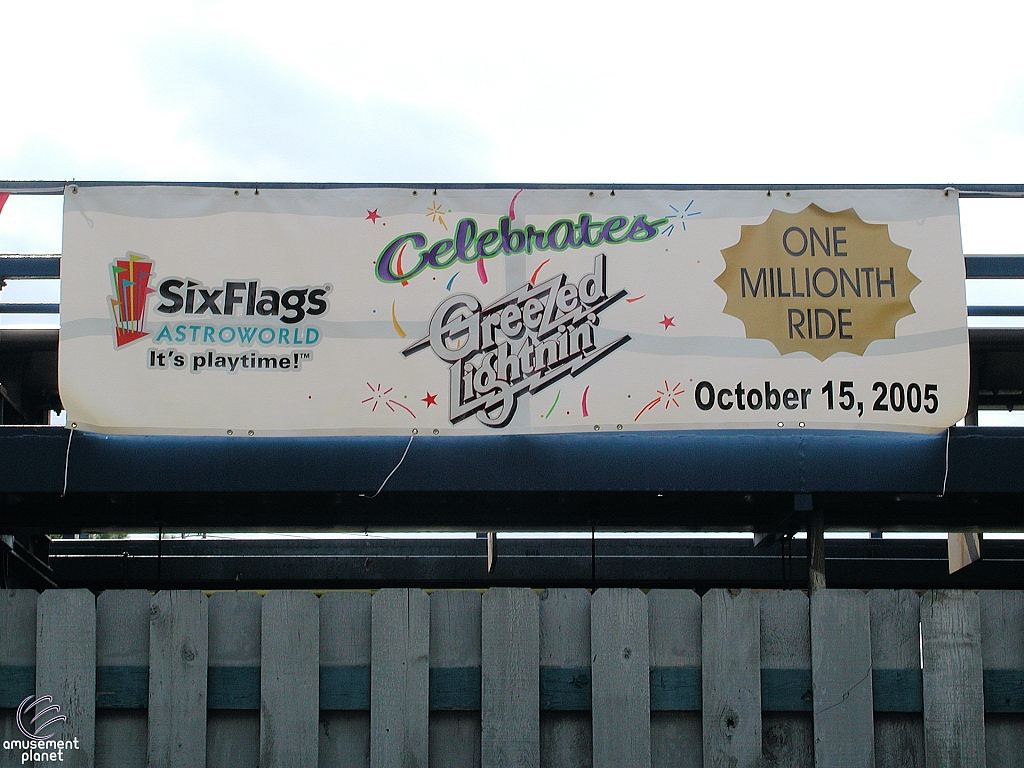 SixFlags®
ASTROWORLD
It's playtime!™
Celebrates
Greezed
Lightnin'
ONE
MILLIONTH
RIDE
October 15, 2005
amusement
planet